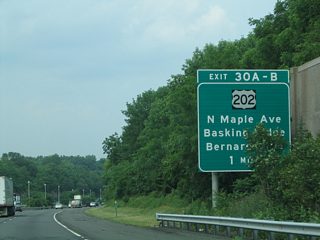 EXIT 30A-B
202
N Maple Ave
Basking
1